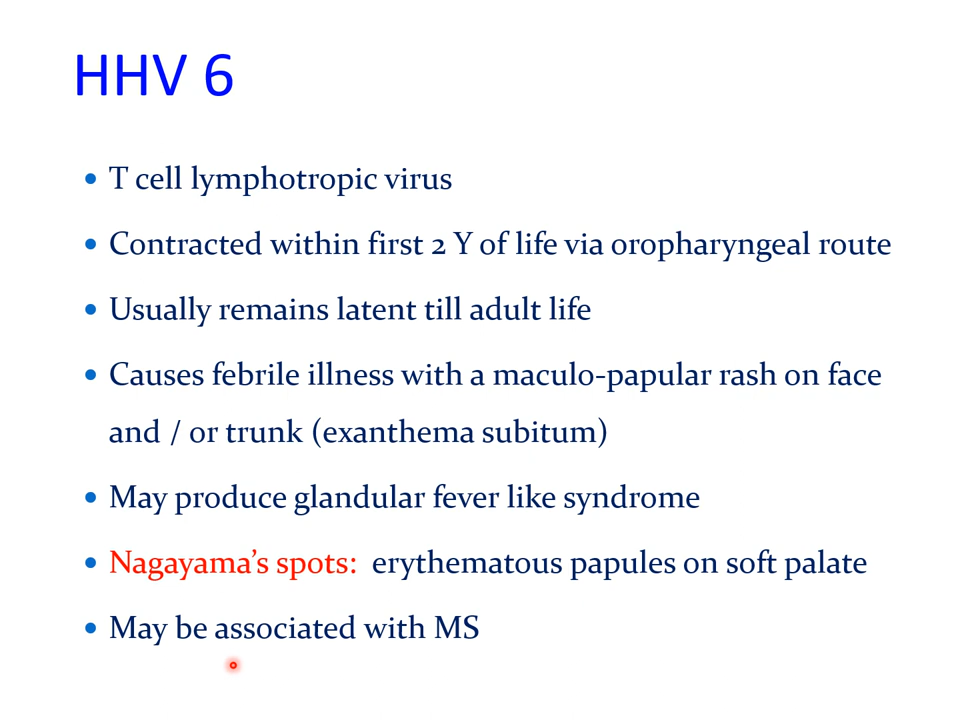 HHV 6
• T cell lymphotropic virus
• Contracted within first 2 Y of life via oropharyngeal route
• Usually remains latent till adult life
• Causes febrile illness with a maculo-papular rash on face
and / or trunk (exanthema subitum)
• May produce glandular fever like syndrome
• Nagayama’s spots: erythematous papules on soft palate
• May be associated with MS